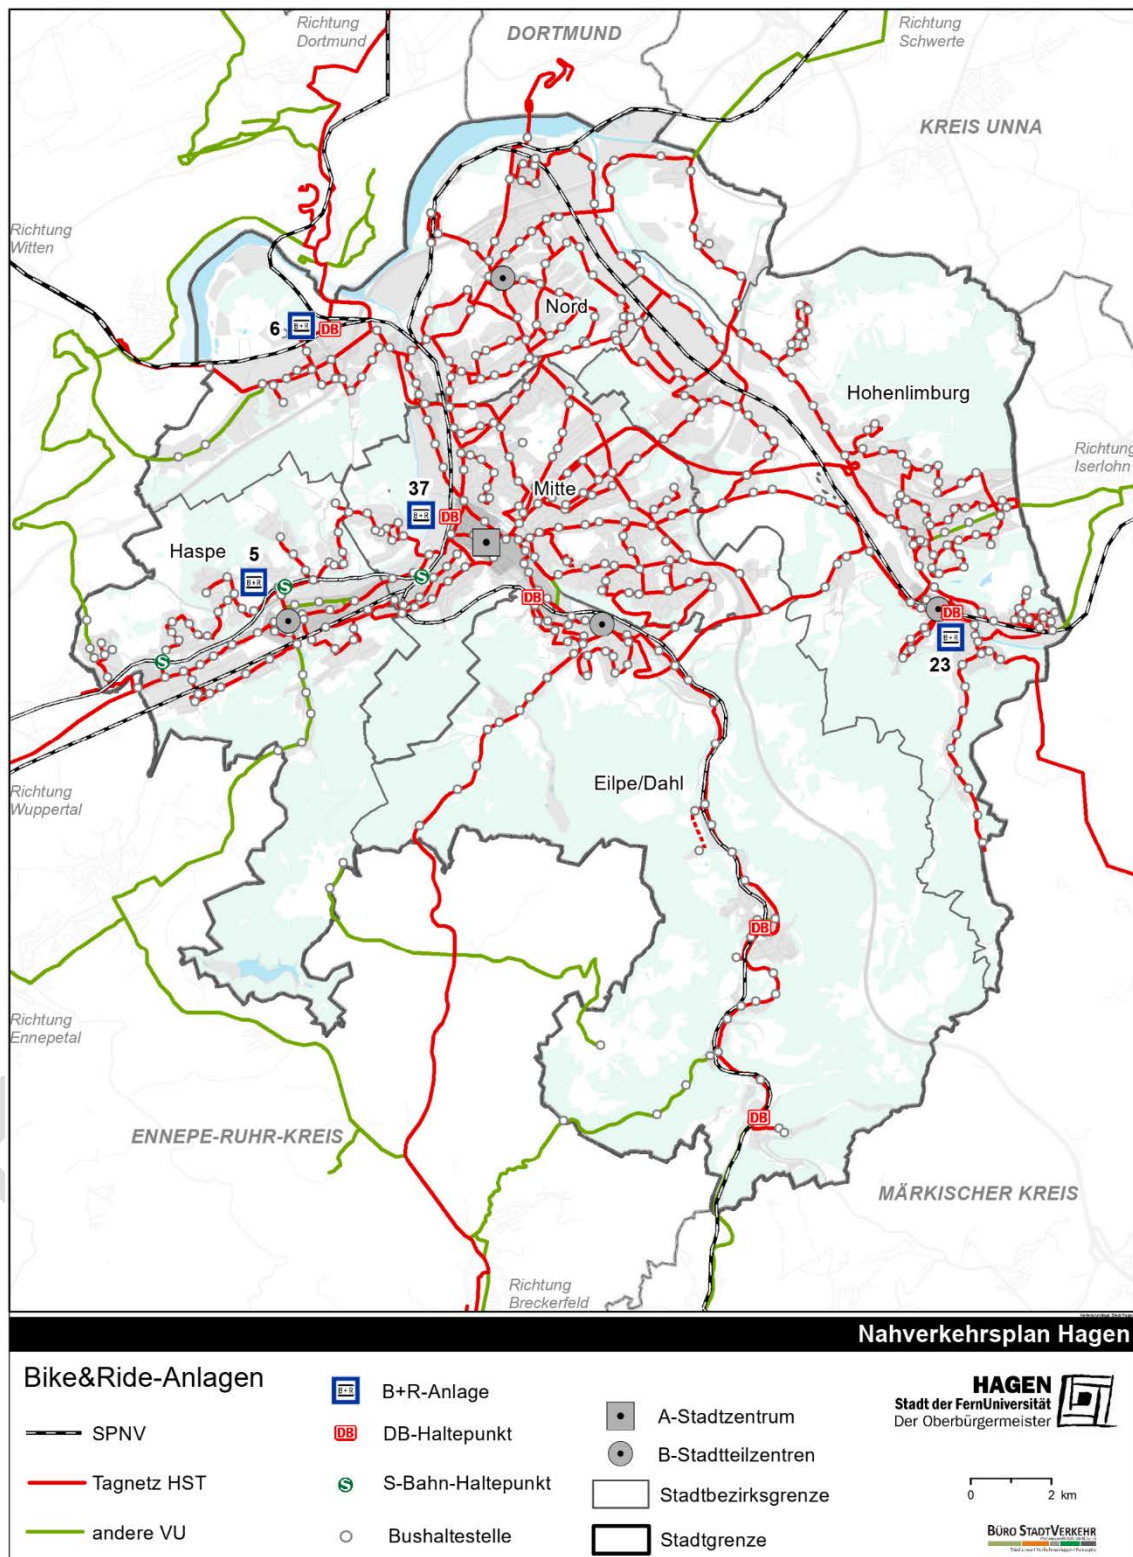 Richtung
Dortmund
DORTMUND
Richtung
Schwerte
KREIS UNNA
Richtung
Witten
6
B+R
DB
Nord
Hohenlimburg
Richtung
Iserlohn
37
B+R
DB
Mitte
Haspe
5
B+R
S
S
DB
DB
B+R
23
S
Eilpe/Dahl
Richtung
Wuppertal
DB
Richtung
Ennepetal
DB
ENNEPE-RUHR-KREIS
MÄRKISCHER KREIS
Richtung
Breckerfeld
Nahverkehrsplan Hagen
Bike&Ride-Anlagen
SPNV
Tagnetz HST
andere VU
B+R
B+R-Anlage
DB
DB-Haltepunkt
S
S-Bahn-Haltepunkt
Bushaltestelle
A-Stadtzentrum
B-Stadtteilzentren
Stadtbezirksgrenze
Stadtgrenze
HAGEN
Stadt der FernUniversität
Der Oberbürgermeister
0 2 km
BÜRO STADTVERKEHR